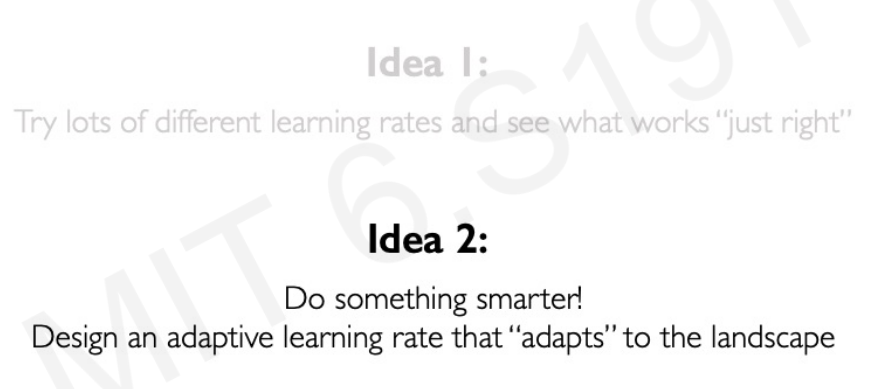 Idea 1:
Try lots of different learning rates and see what works “just right”
Idea 2:
Do something smarter!
Design an adaptive learning rate that “adapts” to the landscape
MIT 6.S191